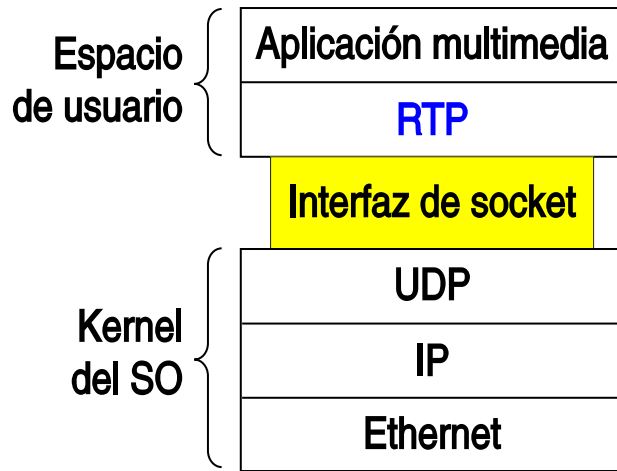 Espacio
de usuario
Aplicación multimedia
RTP
Interfaz de socket
Kernel
del SO
UDP
IP
Ethernet